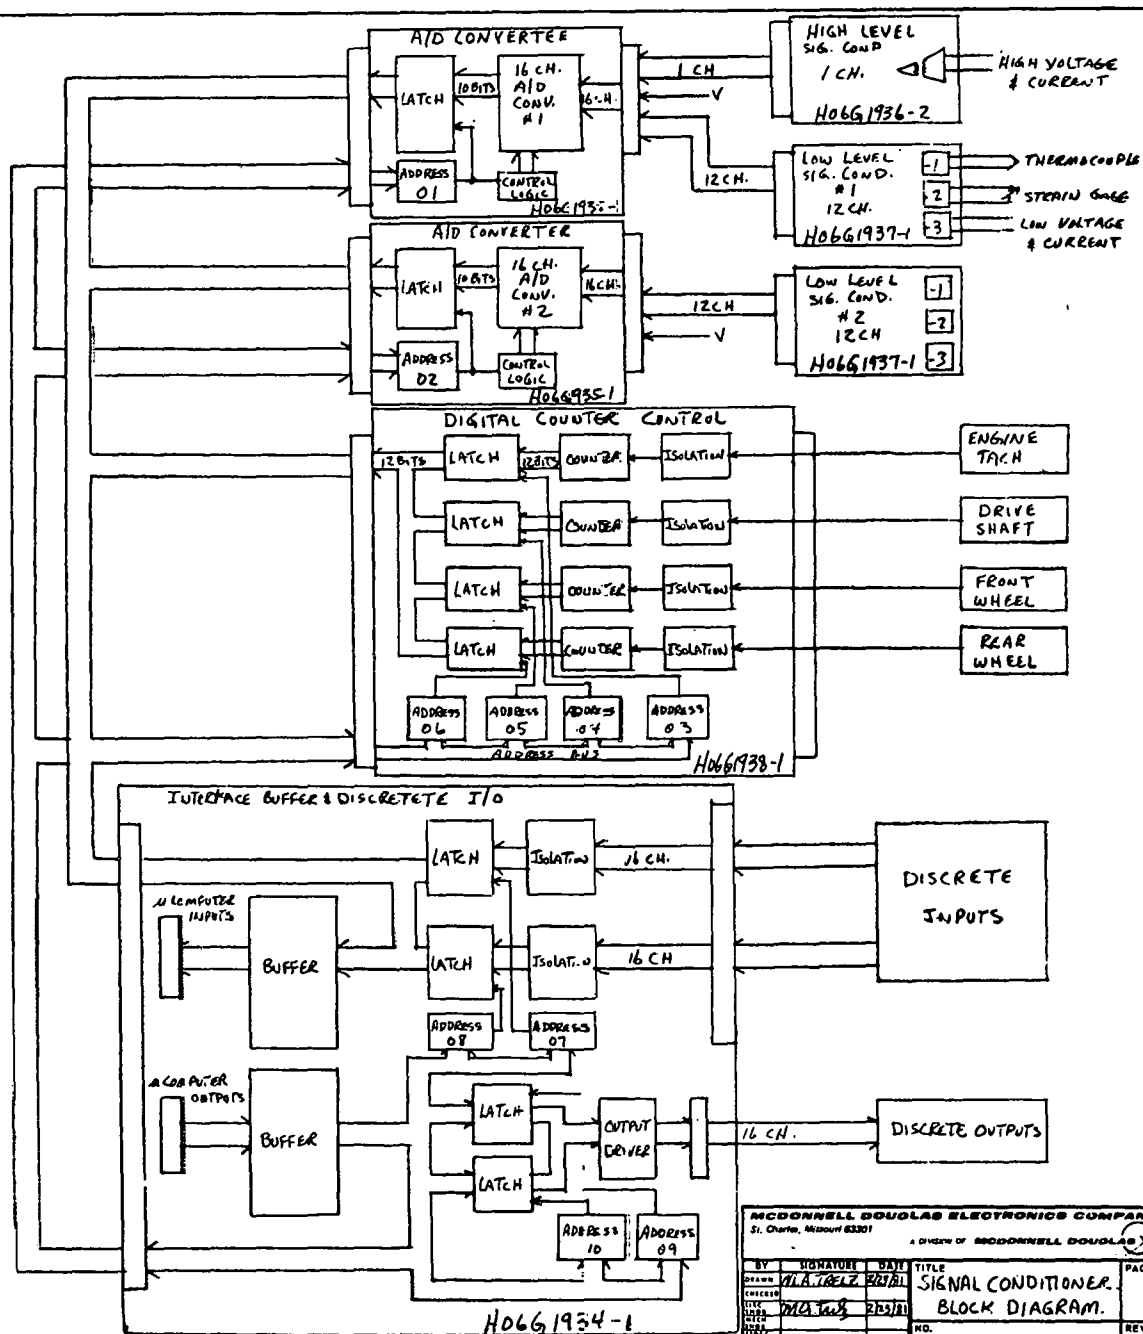 A/D CONVERTEE
LATCH
10 BITS
16 CH.
A/D
CONV.
#1
16 CH.
ADDRESS
01
CONTROL
LOGIC
1 CH
V
12 CH.
HIGH LEVEL
SIG. COND
1 CH.
H06G1936-2
HIGH VOLTAGE
& CURRENT
LOW LEVEL
SIG. COND.
#1
12 CH.
H06G1937-1
-1
-2
-3
THERMOCOUPLE
STRAIN GAGE
LOW VOLTAGE
& CURRENT
A/D CONVERTER
LATCH
10 BITS
16 CH.
A/D
CONV.
#2
16 CH.
ADDRESS
02
CONTROL
LOGIC
H06G1935-1
12 CH
V
LOW LEVEL
SIG. COND.
#2
12 CH
H06G1937-1
-1
-2
-3
DIGITAL COUNTER CONTROL
12 BITS
LATCH
12 BITS
COUNTER
ISOLATION
ENGINE
TACH
LATCH
COUNTER
ISOLATION
DRIVE
SHAFT
LATCH
COUNTER
ISOLATION
FRONT
WHEEL
LATCH
COUNTER
ISOLATION
REAR
WHEEL
ADDRESS
06
ADDRESS
05
ADDRESS
04
ADDRESS
03
ADDRESS BUS
H06G1938-1
INTERFACE BUFFER & DISCRETETE I/O
LATCH
ISOLATION
16 CH.
DISCRETE
INPUTS
µ COMPUTER
INPUTS
BUFFER
LATCH
ISOLATION
16 CH
ADDRESS
08
ADDRESS
07
µ COMPUTER
OUTPUTS
BUFFER
LATCH
LATCH
OUTPUT
DRIVER
16 CH.
DISCRETE OUTPUTS
ADDRESS
10
ADDRESS
09
H06G1934-1
MCDONNELL DOUGLAS ELECTRONICS COMPAN
St. Charles, Missouri 63301
A DIVISION OF MCDONNELL DOUGLAS
BY SIGNATURE DATE
DRAWN
CHECKED
2/23/81
TITLE
SIGNAL CONDITIONER
BLOCK DIAGRAM.
NO.
PAG
REV